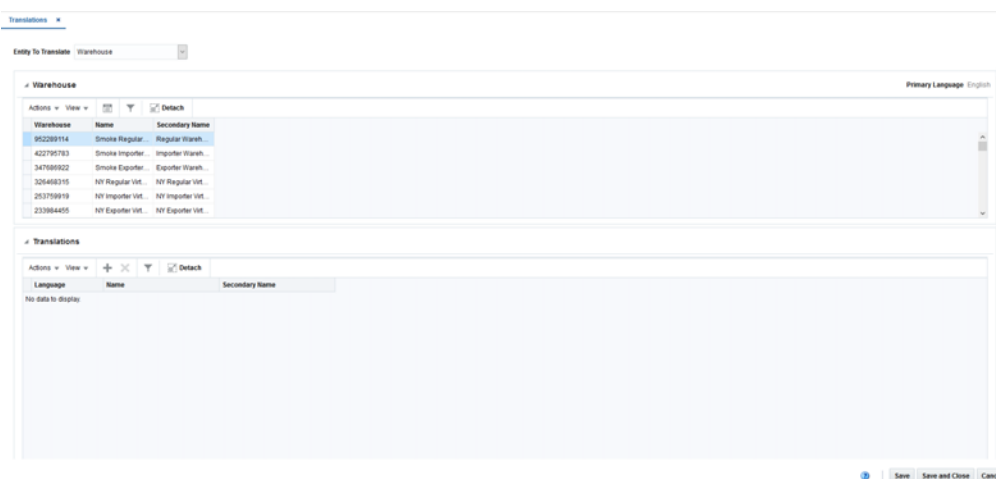 Translations ×
Entity To Translate Warehouse
Warehouse Primary Language English
Actions View Detach
Warehouse Name Secondary Name
952289114 Smoke Regular... Regular Wareh...
422795783 Smoke Importer... Importer Wareh...
347686922 Smoke Exporter... Exporter Wareh...
326468315 NY Regular Virt... NY Regular Virt...
253759919 NY Importer Virt... NY Importer Virt...
233984455 NY Exporter Virt... NY Exporter Virt...
Translations
Actions View Detach
Language Name Secondary Name
No data to display.
Save Save and Close Canc